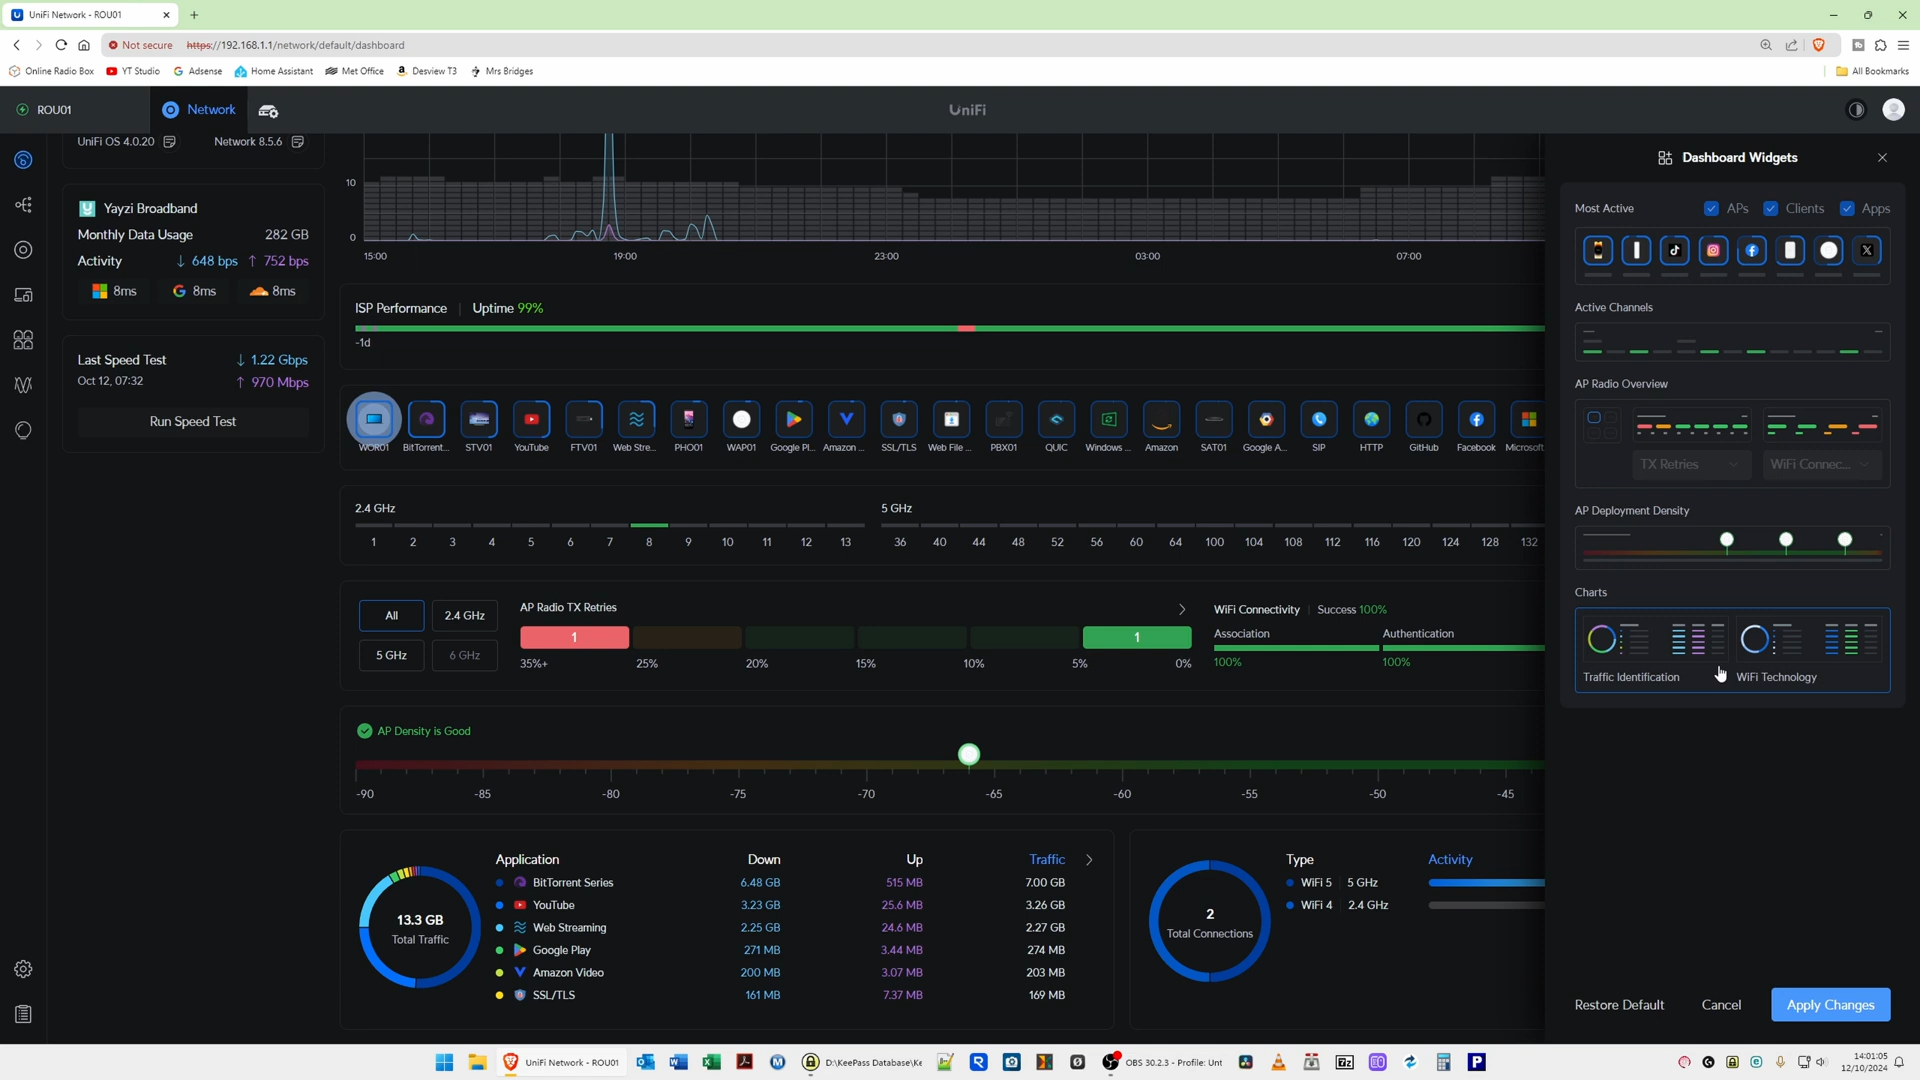 UniFi Network - ROU01
Not secure https://192.168.1.1/network/default/dashboard
Online Radio Box YT Studio Adsense Home Assistant Met Office Desview T3 Mrs Bridges All Bookmarks
ROU01 Network UniFi
UniFi OS 4.0.20 Network 8.5.6
Yayzi Broadband
Monthly Data Usage 282 GB
Activity ↓ 648 bps ↑ 752 bps
8ms 8ms 8ms
Last Speed Test ↓ 1.22 Gbps
Oct 12, 07:32 ↑ 970 Mbps
Run Speed Test
10
0
15:00 19:00 23:00 03:00 07:00
ISP Performance Uptime 99%
-1d
WOR01 BitTorrent... STV01 YouTube FTV01 Web Stre... PHO01 WAP01 Google Pl... Amazon ... SSL/TLS Web File ... PBX01 QUIC Windows ... Amazon SAT01 Google A... SIP HTTP GitHub Facebook Microsoft
2.4 GHz 5 GHz
1 2 3 4 5 6 7 8 9 10 11 12 13 36 40 44 48 52 56 60 64 100 104 108 112 116 120 124 128 132
All 2.4 GHz
5 GHz 6 GHz
AP Radio TX Retries
1 1
35%+ 25% 20% 15% 10% 5% 0%
WiFi Connectivity Success 100%
Association Authentication
100% 100%
AP Density is Good
-90 -85 -80 -75 -70 -65 -60 -55 -50 -45
13.3 GB
Total Traffic
Application Down Up Traffic
BitTorrent Series 6.48 GB 515 MB 7.00 GB
YouTube 3.23 GB 25.6 MB 3.26 GB
Web Streaming 2.25 GB 24.6 MB 2.27 GB
Google Play 271 MB 3.44 MB 274 MB
Amazon Video 200 MB 3.07 MB 203 MB
SSL/TLS 161 MB 7.37 MB 169 MB
2
Total Connections
Type Activity
WiFi 5 5 GHz
WiFi 4 2.4 GHz
Dashboard Widgets
Most Active APs Clients Apps
Active Channels
AP Radio Overview
TX Retries WiFi Connec...
AP Deployment Density
Charts
Traffic Identification WiFi Technology
Restore Default Cancel Apply Changes
UniFi Network - ROU01 D:\KeePass Database\Ke OBS 30.2.3 - Profile: Unt
14:01:05
12/10/2024